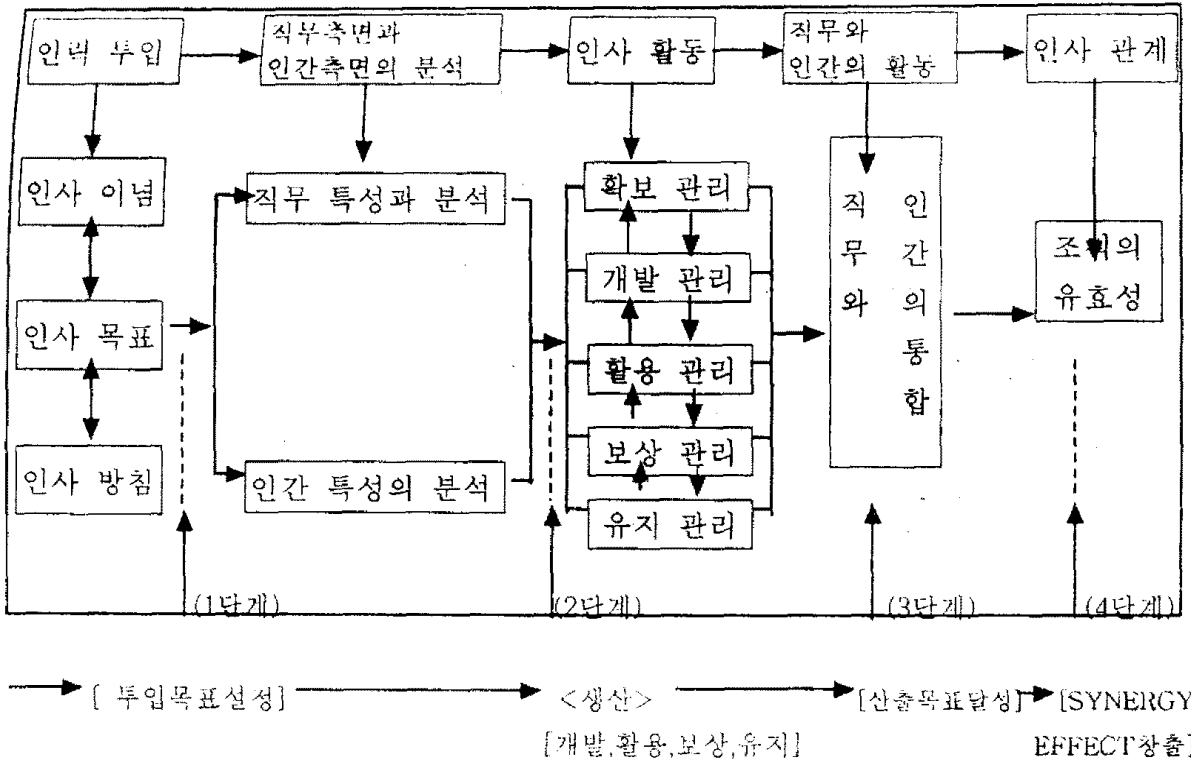 인력 투입
직무측면과
인간측면의 분석
인사 활동
직무와
인간의 활동
인사 관계
인사 이념
인사 목표
인사 방침
직무 특성과 분석
인간 특성의 분석
확보 관리
개발 관리
활용 관리
보상 관리
유지 관리
직무와
인간의통합
조직의
유효성
(1단계)
(2단계)
(3단계)
(4단계)
[ 투입목표설정]
<생산>
[개발,활용,보상,유지]
[산출목표달성]
[SYNERGY
EFFECT창출]